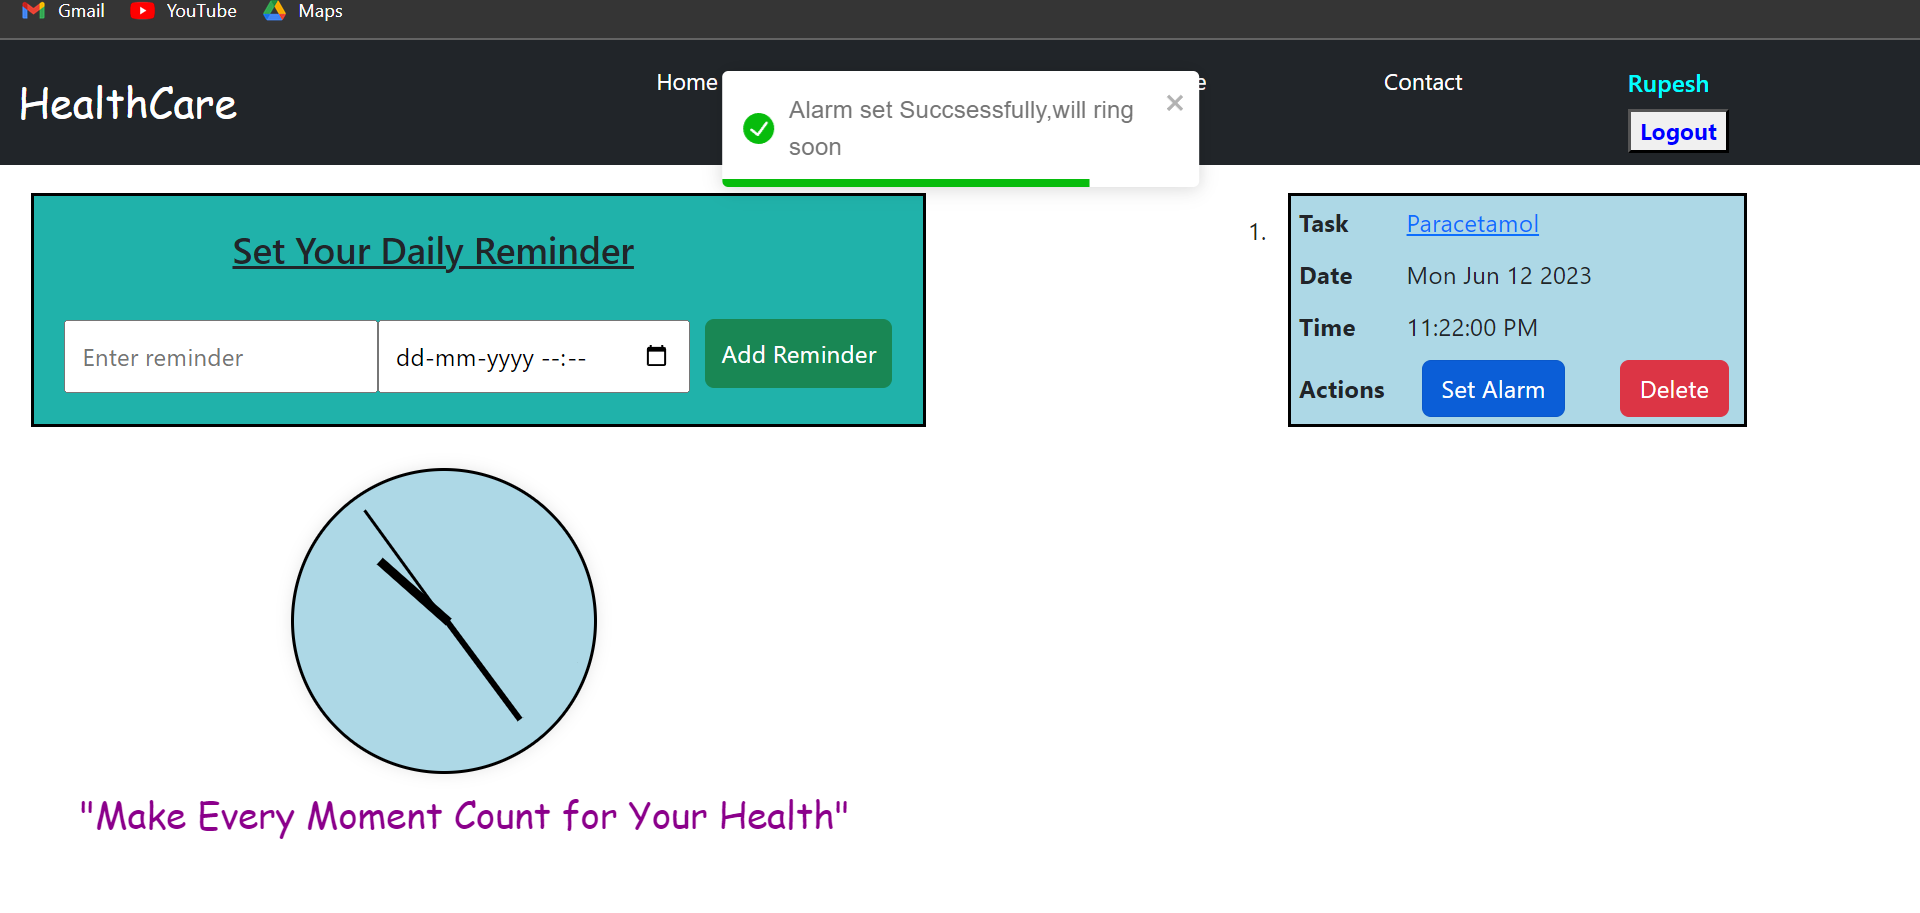 Gmail YouTube Maps
HealthCare
Home
Contact
Rupesh
Logout
Alarm set Succsessfully,will ring
soon
Set Your Daily Reminder
Enter reminder
dd-mm-yyyy --:--
Add Reminder
1.
Task Paracetamol
Date Mon Jun 12 2023
Time 11:22:00 PM
Actions Set Alarm Delete
"Make Every Moment Count for Your Health"